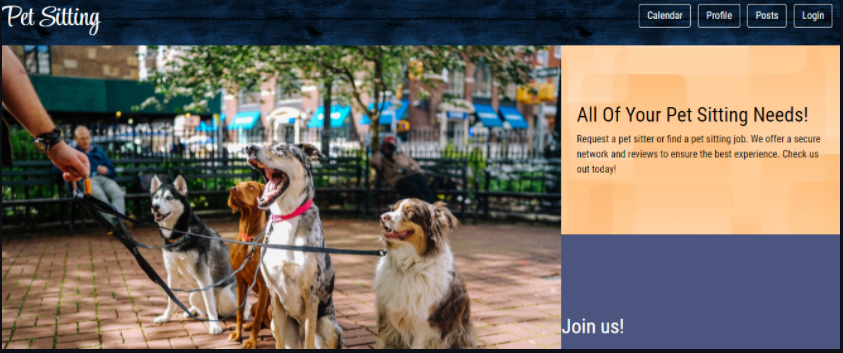 Pet Sitting
Calendar
Profile
Posts
Login
All Of Your Pet Sitting Needs!
Request a pet sitter or find a pet sitting job. We offer a secure
network and reviews to ensure the best experience. Check us
out today!
Join us!